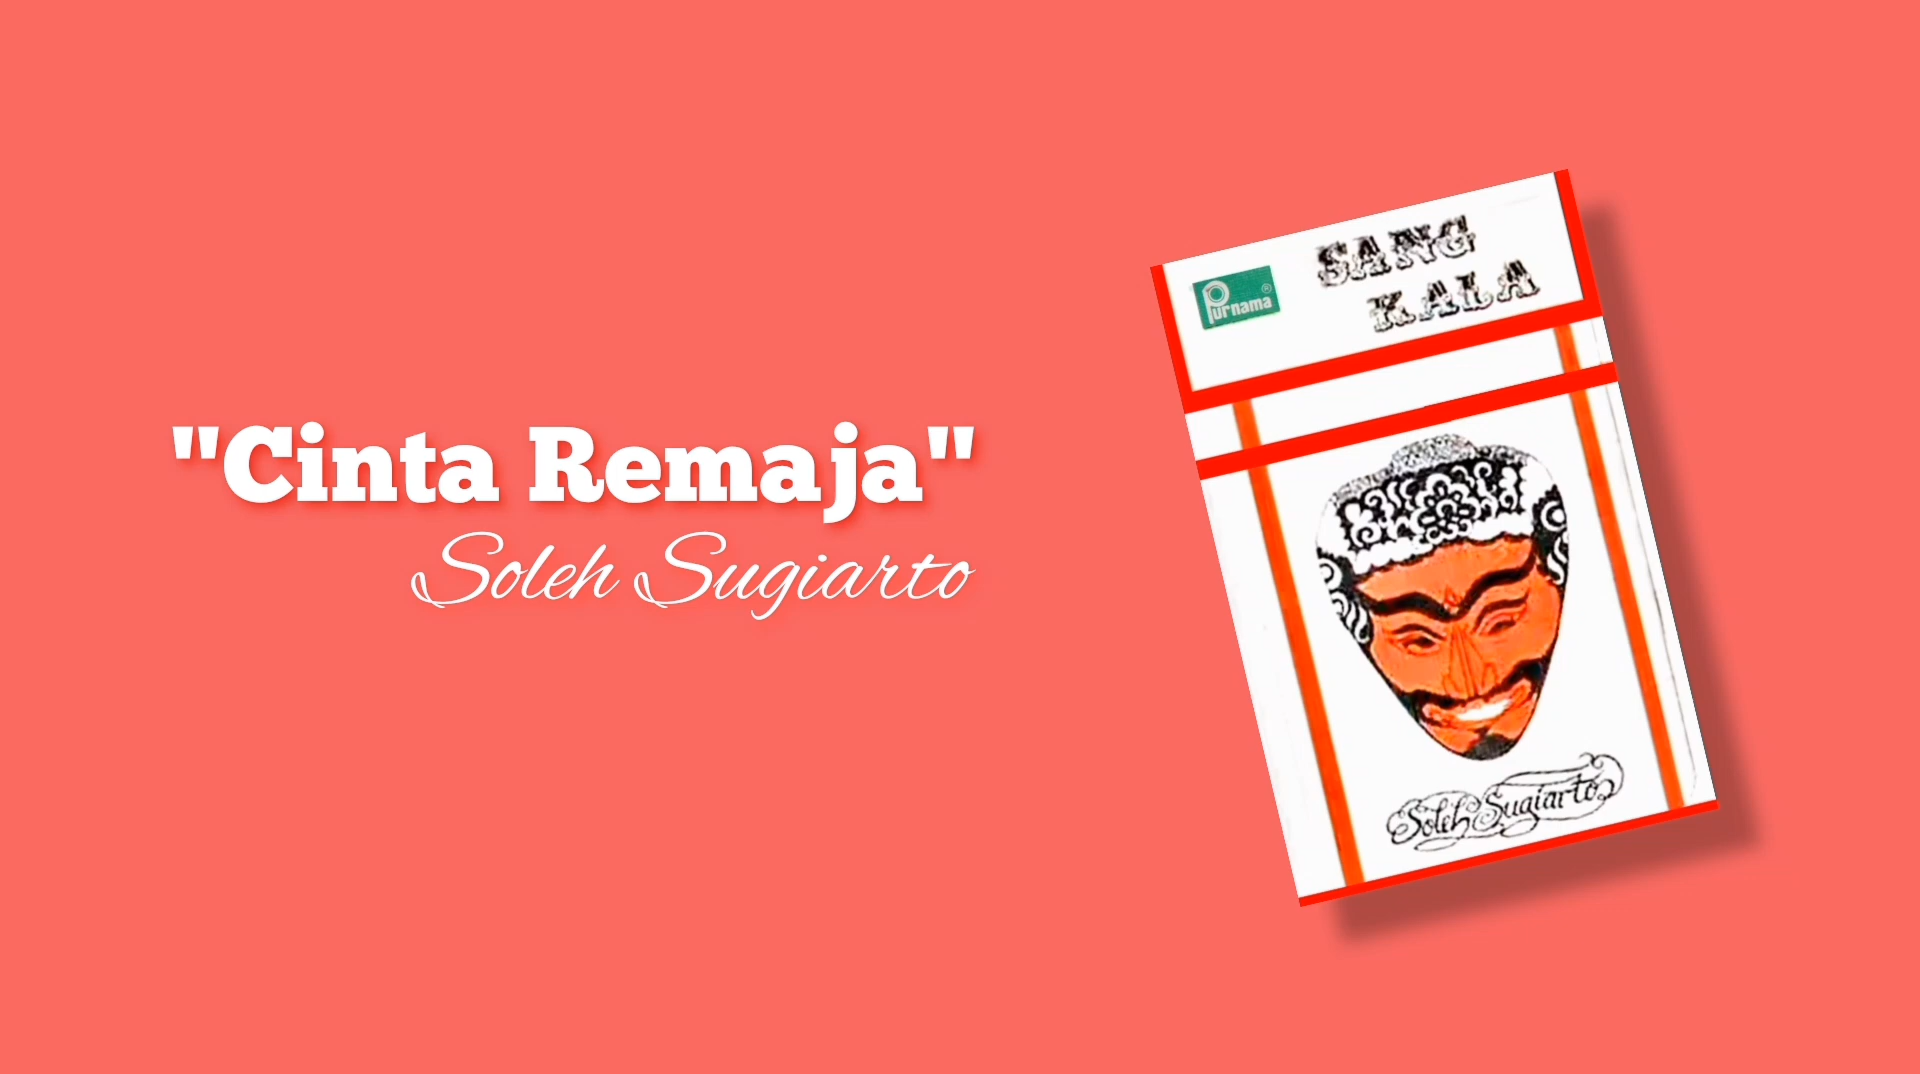 "Cinta Remaja"
Soleh Sugiarto
Purnama ®
SANG
KALA
Soleh Sugiarto